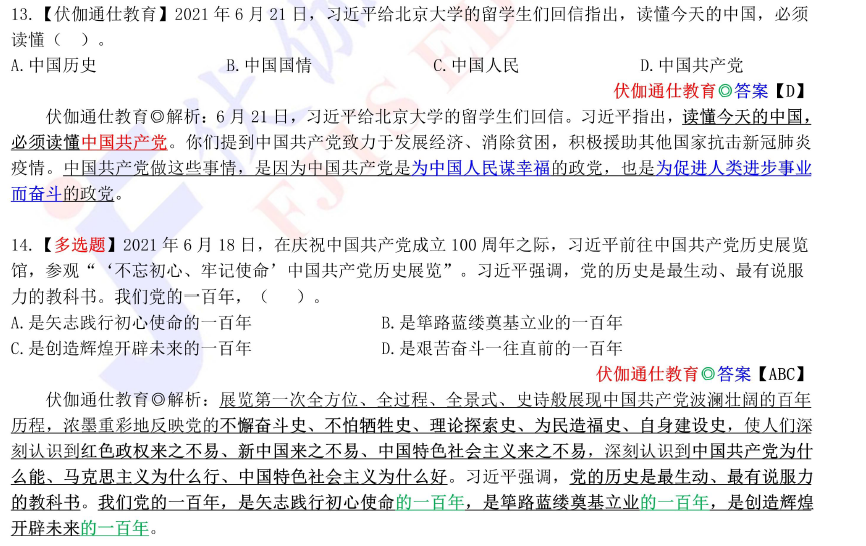 13.【伏伽通仕教育】2021 年 6 月 21 日，习近平给北京大学的留学生们回信指出，读懂今天的中国，必须
读懂（　）。
A.中国历史 B.中国国情 C.中国人民 D.中国共产党
伏伽通仕教育◎答案【D】
伏伽通仕教育◎解析：6 月 21 日，习近平给北京大学的留学生们回信。习近平指出，读懂今天的中国，
必须读懂中国共产党。你们提到中国共产党致力于发展经济、消除贫困，积极援助其他国家抗击新冠肺炎
疫情。中国共产党做这些事情，是因为中国共产党是为中国人民谋幸福的政党，也是为促进人类进步事业
而奋斗的政党。
14.【多选题】2021 年 6 月 18 日，在庆祝中国共产党成立 100 周年之际，习近平前往中国共产党历史展览
馆，参观“‘不忘初心、牢记使命’中国共产党历史展览”。习近平强调，党的历史是最生动、最有说服
力的教科书。我们党的一百年，（　）。
A.是矢志践行初心使命的一百年 B.是筚路蓝缕奠基立业的一百年
C.是创造辉煌开辟未来的一百年 D.是艰苦奋斗一往直前的一百年
伏伽通仕教育◎答案【ABC】
伏伽通仕教育◎解析：展览第一次全方位、全过程、全景式、史诗般展现中国共产党波澜壮阔的百年
历程，浓墨重彩地反映党的不懈奋斗史、不怕牺牲史、理论探索史、为民造福史、自身建设史，使人们深
刻认识到红色政权来之不易、新中国来之不易、中国特色社会主义来之不易，深刻认识到中国共产党为什
么能、马克思主义为什么行、中国特色社会主义为什么好。习近平强调，党的历史是最生动、最有说服力
的教科书。我们党的一百年，是矢志践行初心使命的一百年，是筚路蓝缕奠基立业的一百年，是创造辉煌
开辟未来的一百年。